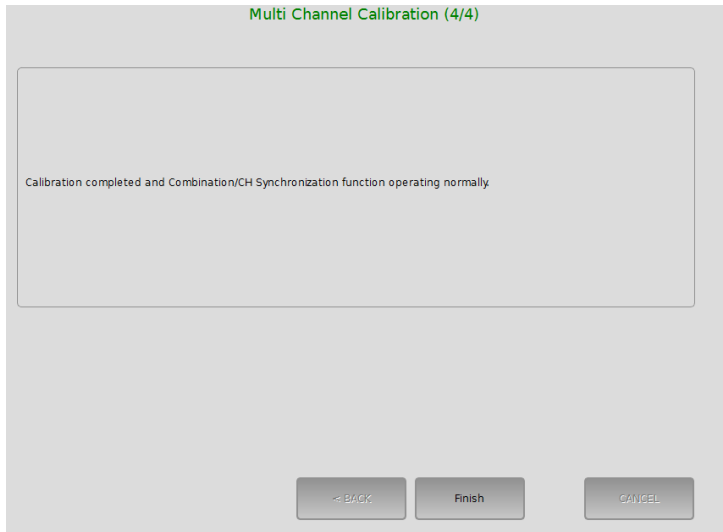 Multi Channel Calibration (4/4)
Calibration completed and Combination/CH Synchronization function operating normally.
< BACK
Finish
CANCEL